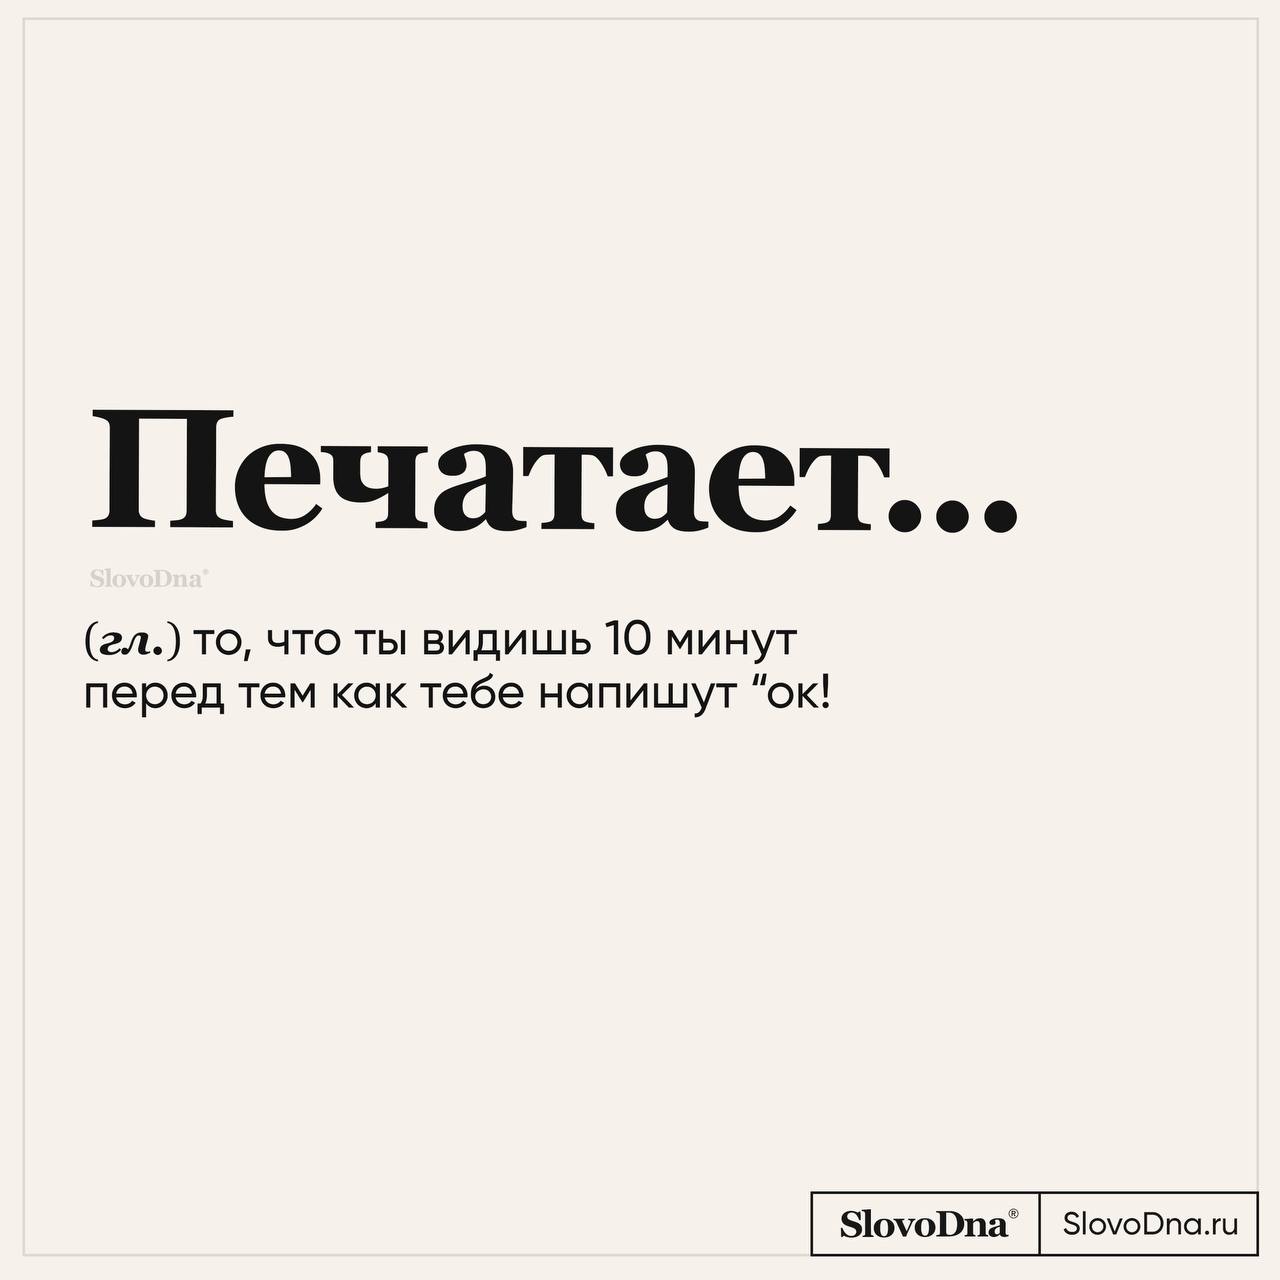 Печатает...
SlovoDna®
(гл.) то, что ты видишь 10 минут
перед тем как тебе напишут “ок!
SlovoDna® SlovoDna.ru